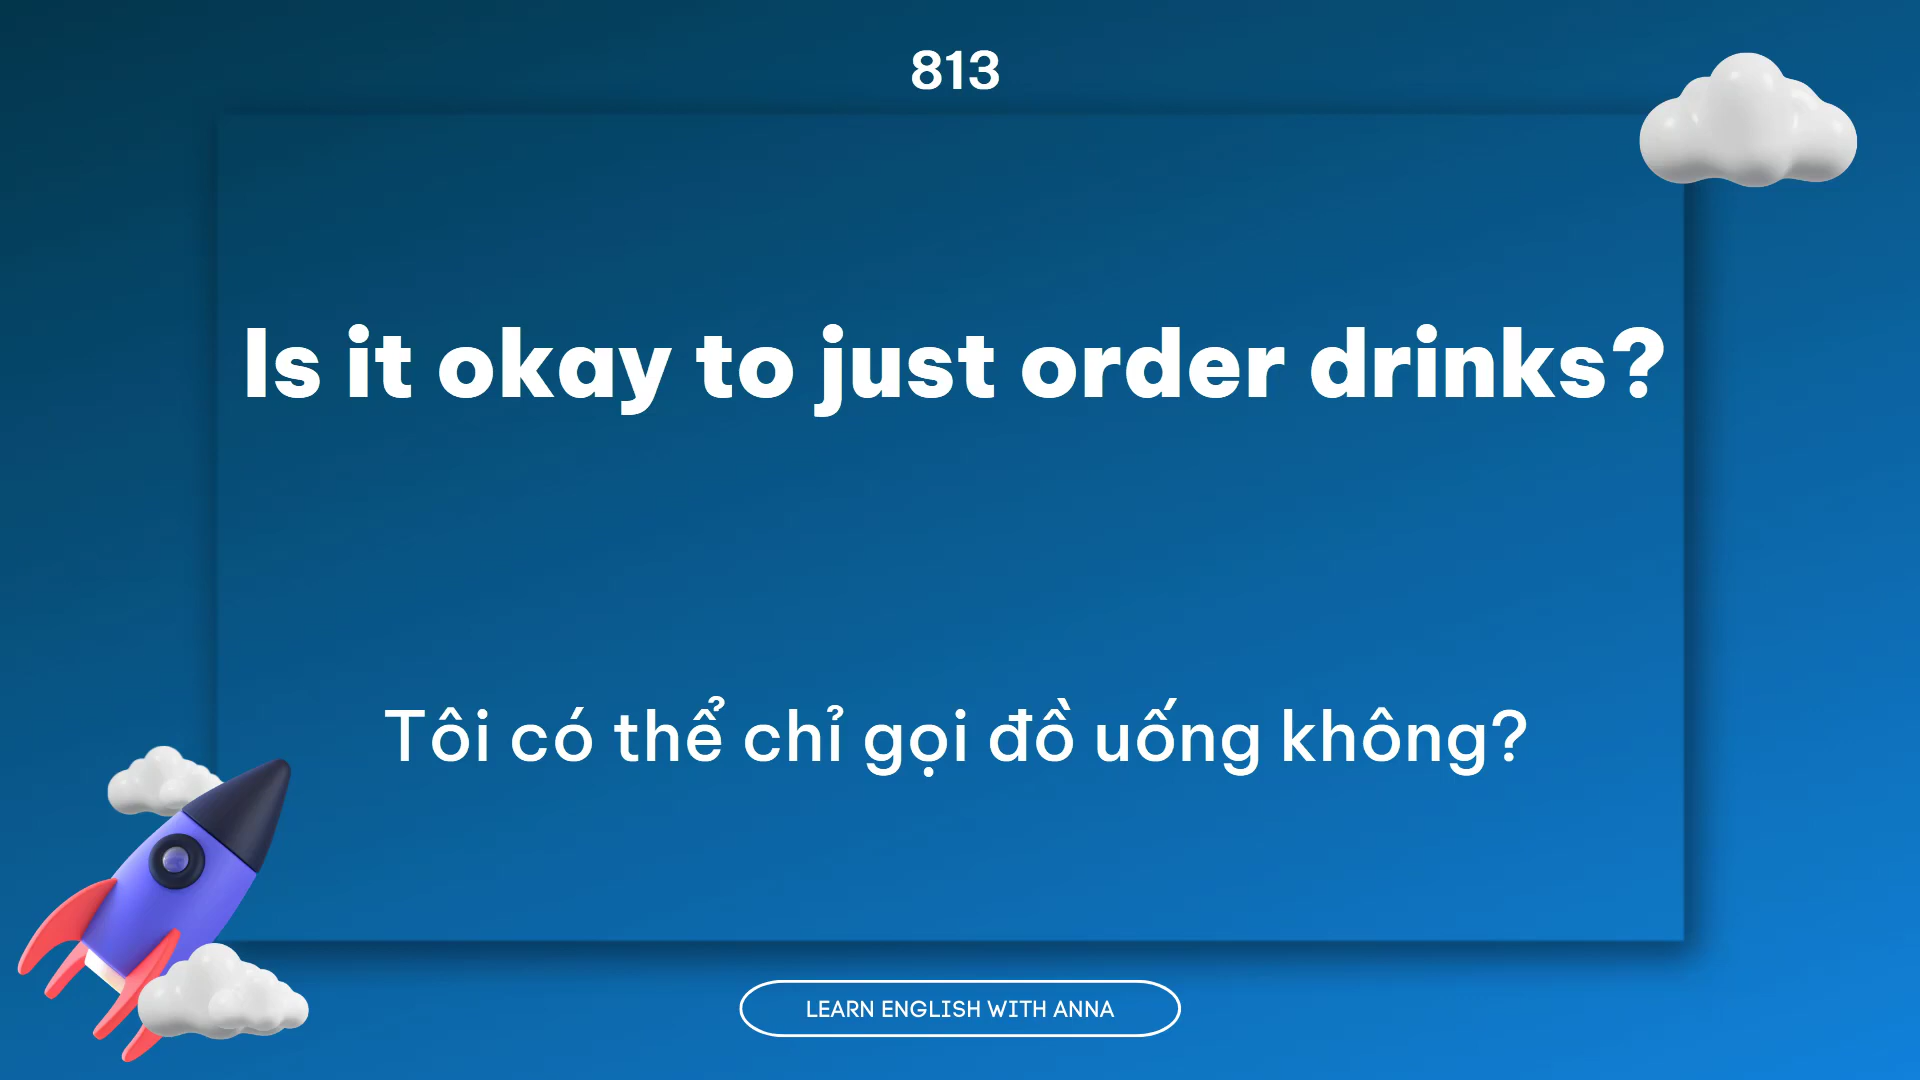 813
Is it okay to just order drinks?
Tôi có thể chỉ gọi đồ uống không?
LEARN ENGLISH WITH ANNA